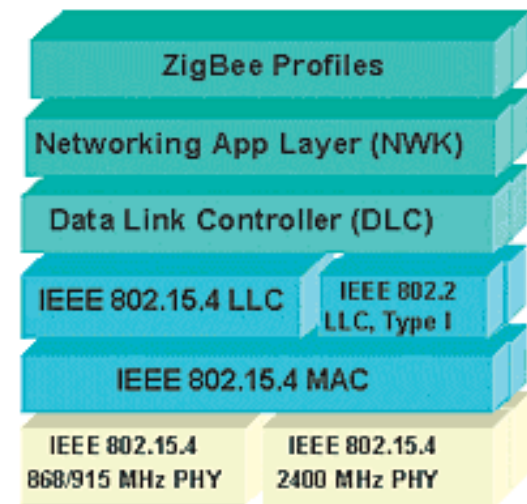 ZigBee Profiles
Networking App Layer (NWK)
Data Link Controller (DLC)
IEEE 802.15.4 LLC
IEEE 802.2
LLC, Type I
IEEE 802.15.4 MAC
IEEE 802.15.4
868/915 MHz PHY
IEEE 802.15.4
2400 MHz PHY